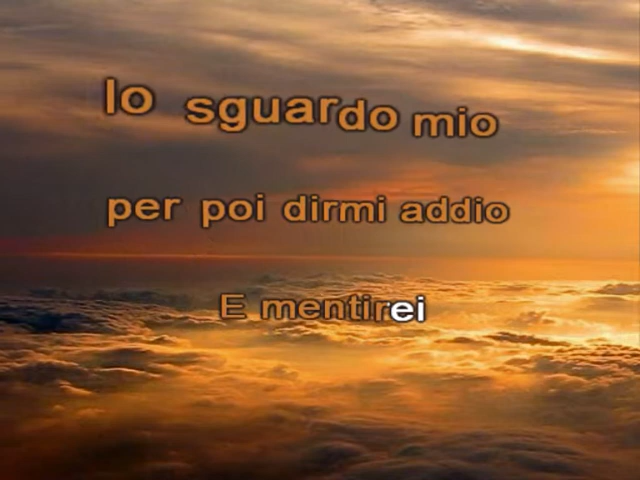 lo sguardo mio
per poi dirmi addio
E mentirei